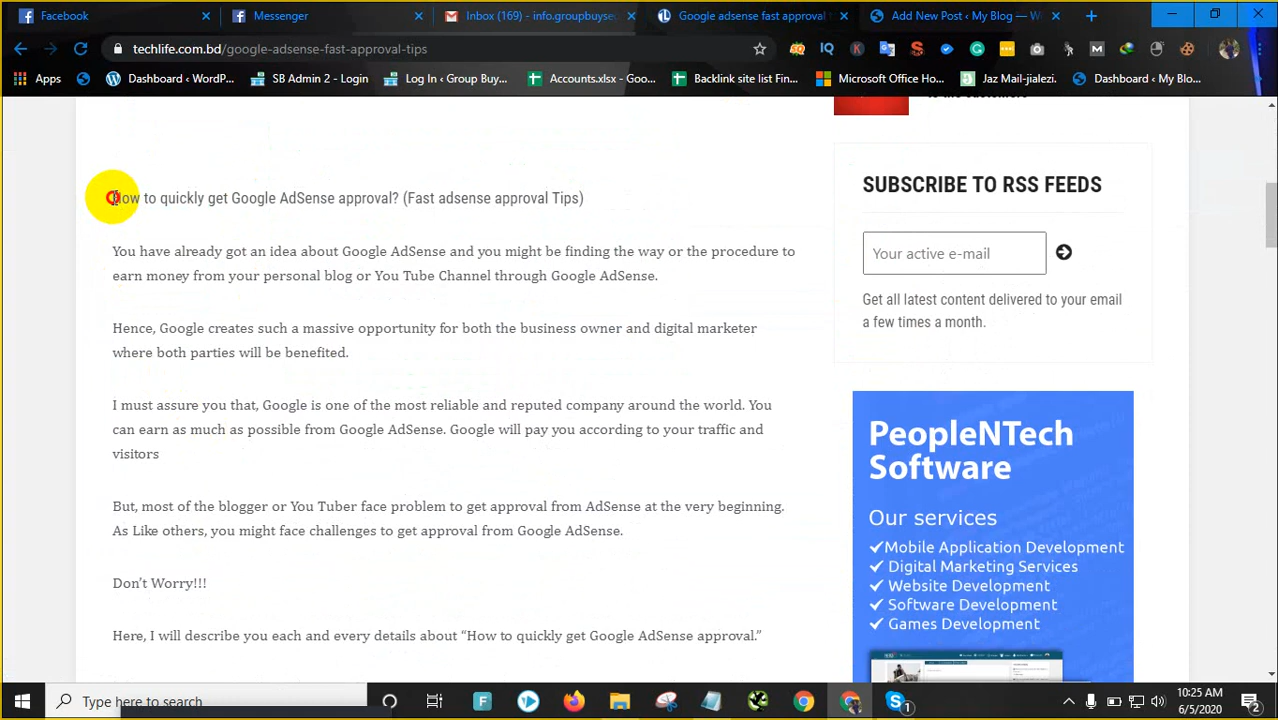 Facebook
Messenger
Inbox (169) - info.groupbuyse
Google adsense fast approval t
Add New Post ‹ My Blog — W
techlife.com.bd/google-adsense-fast-approval-tips
Apps
Dashboard ‹ WordP...
SB Admin 2 - Login
Log In ‹ Group Buy...
Accounts.xlsx - Goo...
Backlink site list Fin...
Microsoft Office Ho...
Jaz Mail-jialezi.
Dashboard ‹ My Blo...
How to quickly get Google AdSense approval? (Fast adsense approval Tips)
You have already got an idea about Google AdSense and you might be finding the way or the procedure to
earn money from your personal blog or You Tube Channel through Google AdSense.
Hence, Google creates such a massive opportunity for both the business owner and digital marketer
where both parties will be benefited.
I must assure you that, Google is one of the most reliable and reputed company around the world. You
can earn as much as possible from Google AdSense. Google will pay you according to your traffic and
visitors
But, most of the blogger or You Tuber face problem to get approval from AdSense at the very beginning.
As Like others, you might face challenges to get approval from Google AdSense.
Don't Worry!!!
Here, I will describe you each and every details about “How to quickly get Google AdSense approval.”
to the customers
SUBSCRIBE TO RSS FEEDS
Your active e-mail
Get all latest content delivered to your email
a few times a month.
PeopleNTech
Software
Our services
✓Mobile Application Development
✓ Digital Marketing Services
✓ Website Development
✓ Software Development
✓ Games Development
Type here to search
1
10:25 AM
6/5/2020
2